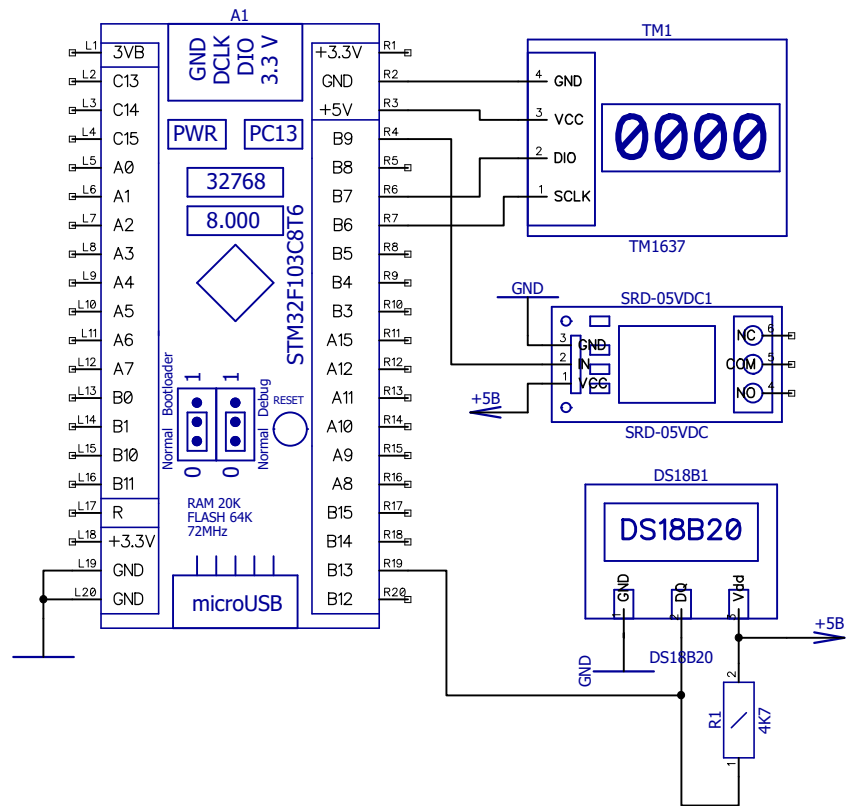 A1
L1 3VB
L2 C13
L3 C14
L4 C15
L5 A0
L6 A1
L7 A2
L8 A3
L9 A4
L10 A5
L11 A6
L12 A7
L13 B0
L14 B1
L15 B10
L16 B11
L17 R
L18 +3.3V
L19 GND
L20 GND
GND
DCLK
DIO
3.3 V
PWR
PC13
32768
8.000
STM32F103C8T6
1 1
Normal Bootloader
Normal Debug
0 0
RESET
RAM 20K
FLASH 64K
72MHz
microUSB
+3.3V R1
GND R2
+5V R3
B9 R4
B8 R5
B7 R6
B6 R7
B5 R8
B4 R9
B3 R10
A15 R11
A12 R12
A11 R13
A10 R14
A9 R15
A8 R16
B15 R17
B14 R18
B13 R19
B12 R20
TM1
4 GND
3 VCC
2 DIO
1 SCLK
0000
TM1637
GND
SRD-05VDC1
3 GND
2 IN
1 VCC
NC 6
COM 5
NO 4
+5B
SRD-05VDC
DS18B1
DS18B20
GND DQ Vdd
1 2 3
DS18B20
GND
+5B
2
R1
4K7
1